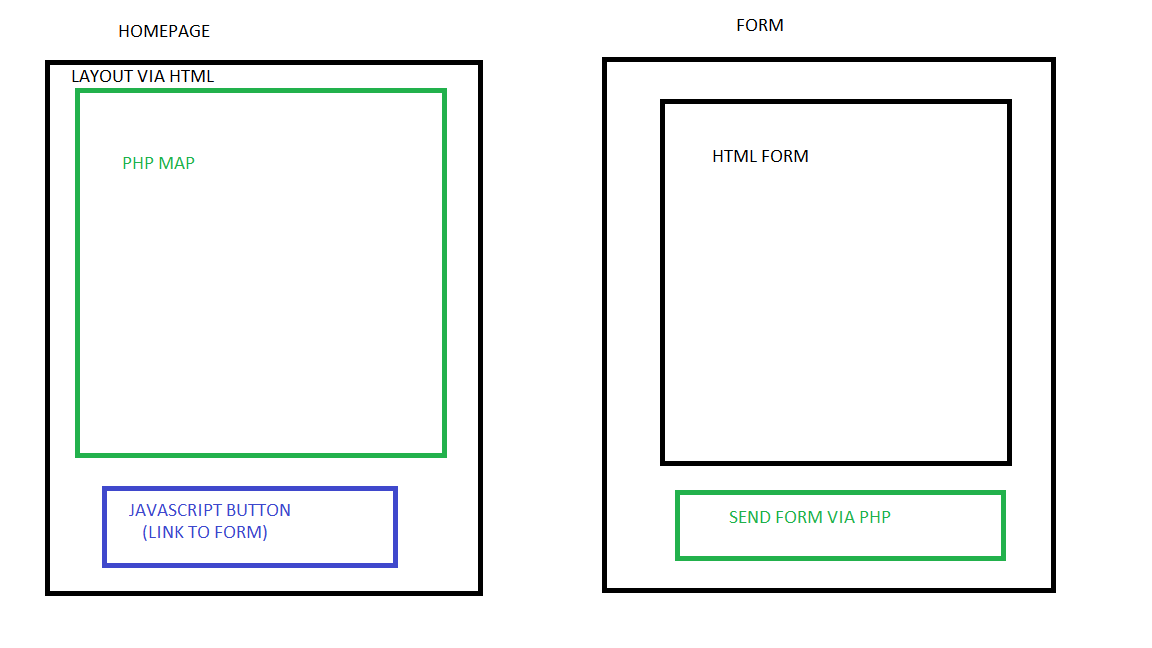 HOMEPAGE
LAYOUT VIA HTML
PHP MAP
JAVASCRIPT BUTTON
(LINK TO FORM)
FORM
HTML FORM
SEND FORM VIA PHP